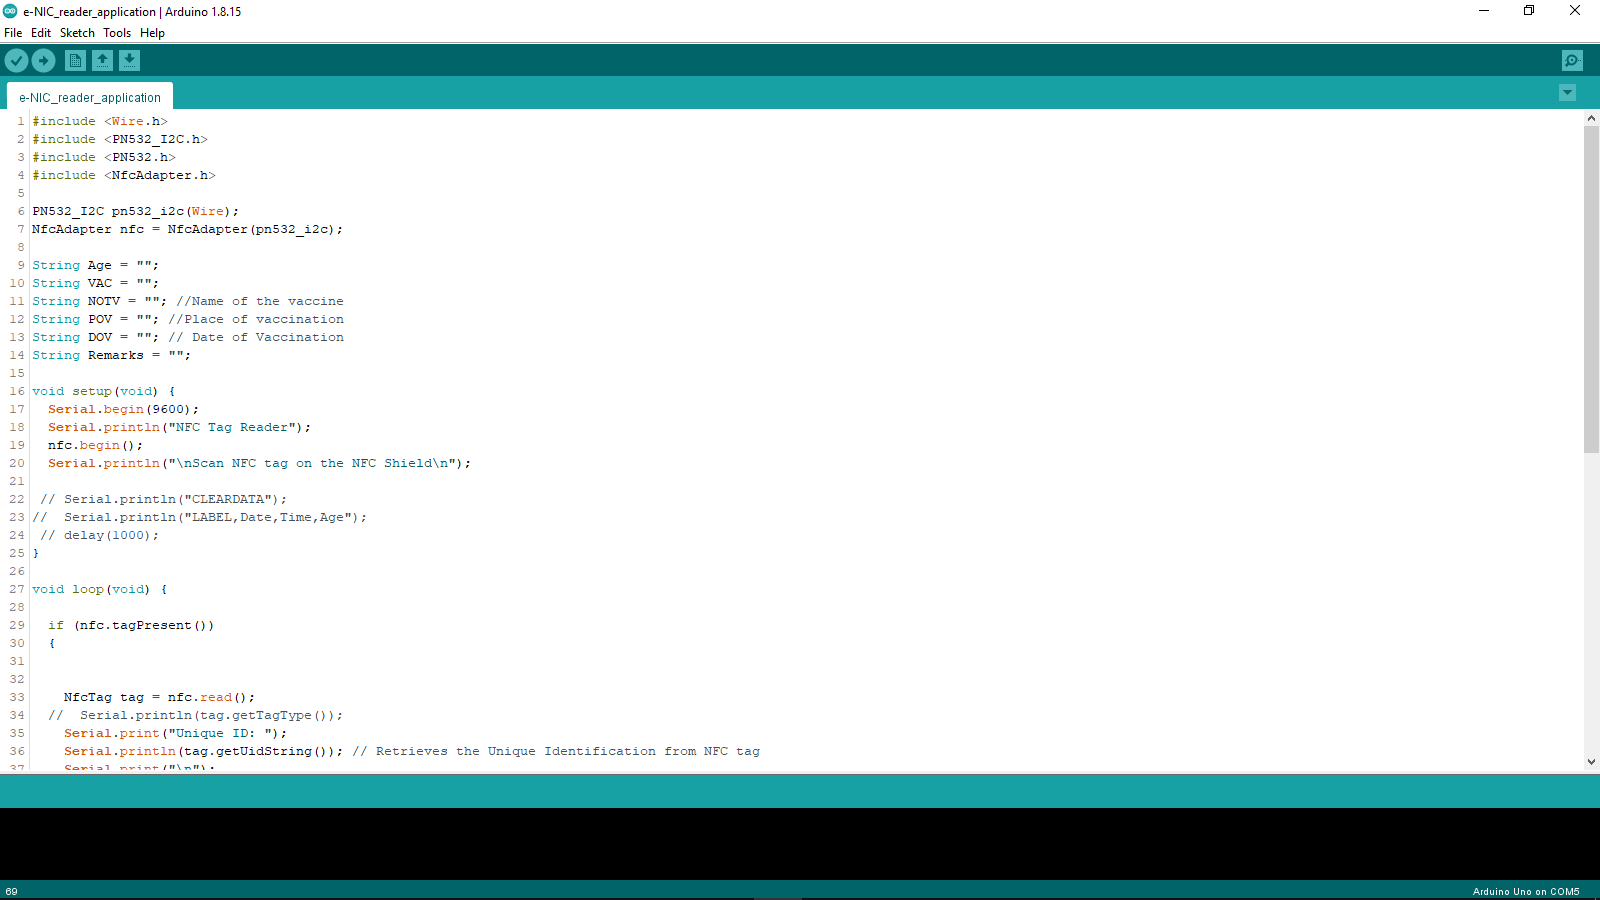 e-NIC_reader_application | Arduino 1.8.15
File Edit Sketch Tools Help
e-NIC_reader_application
1 #include <Wire.h>
2 #include <PN532_I2C.h>
3 #include <PN532.h>
4 #include <NfcAdapter.h>
5
6 PN532_I2C pn532_i2c(Wire);
7 NfcAdapter nfc = NfcAdapter(pn532_i2c);
8
9 String Age = "";
10 String VAC = "";
11 String NOTV = ""; //Name of the vaccine
12 String POV = ""; //Place of vaccination
13 String DOV = ""; // Date of Vaccination
14 String Remarks = "";
15
16 void setup(void) {
17   Serial.begin(9600);
18   Serial.println("NFC Tag Reader");
19   nfc.begin();
20   Serial.println("\nScan NFC tag on the NFC Shield\n");
21
22  // Serial.println("CLEARDATA");
23 //  Serial.println("LABEL,Date,Time,Age");
24  // delay(1000);
25 }
26
27 void loop(void) {
28
29   if (nfc.tagPresent())
30   {
31
32
33     NfcTag tag = nfc.read();
34   //  Serial.println(tag.getTagType());
35     Serial.print("Unique ID: ");
36     Serial.println(tag.getUidString()); // Retrieves the Unique Identification from NFC tag
37     Serial.print("\n");
69
Arduino Uno on COM5